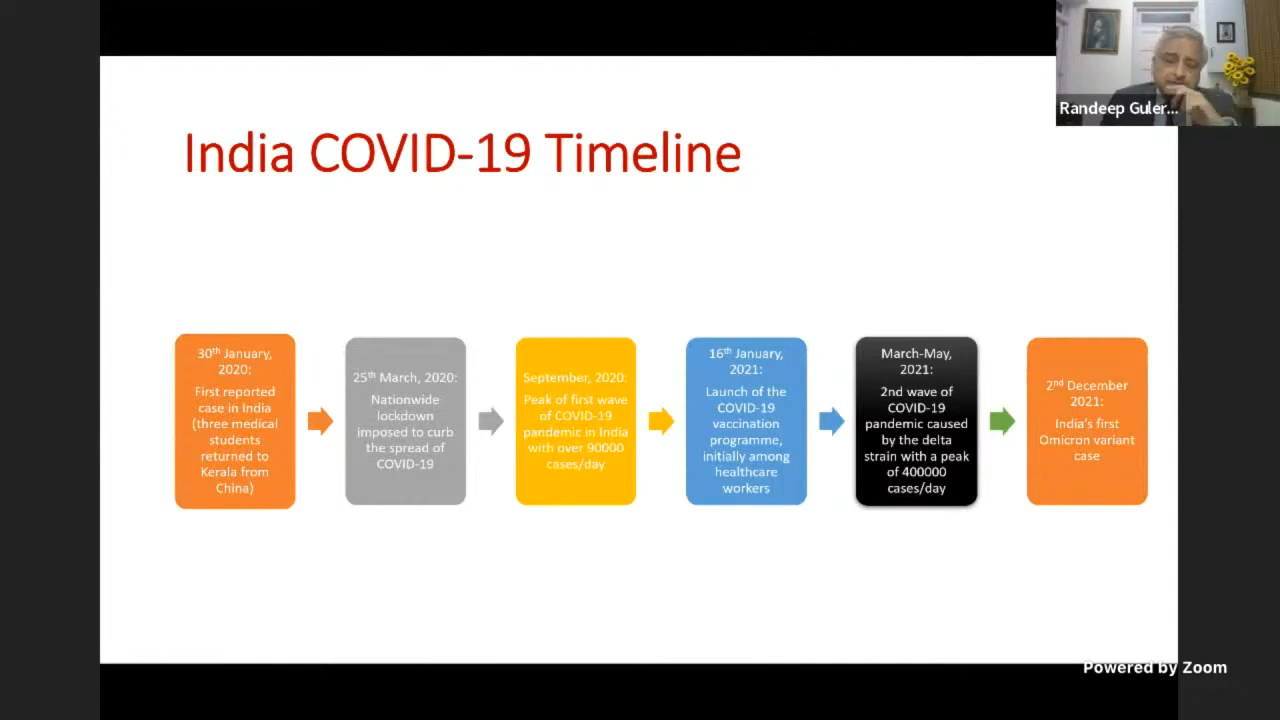 Randeep Guler...
India COVID-19 Timeline
30th January,
2020:
First reported
case in India
(three medical
students
returned to
Kerala from
China)
25th March, 2020:
Nationwide
lockdown
imposed to curb
the spread of
COVID-19
September, 2020:
Peak of first wave
of COVID-19
pandemic in India
with over 90000
cases/day
16th January,
2021:
Launch of the
COVID-19
vaccination
programme,
initially among
healthcare
workers
March-May,
2021:
2nd wave of
COVID-19
pandemic caused
by the delta
strain with a peak
of 400000
cases/day
2nd December
2021:
India's first
Omicron variant
case
Powered by Zoom